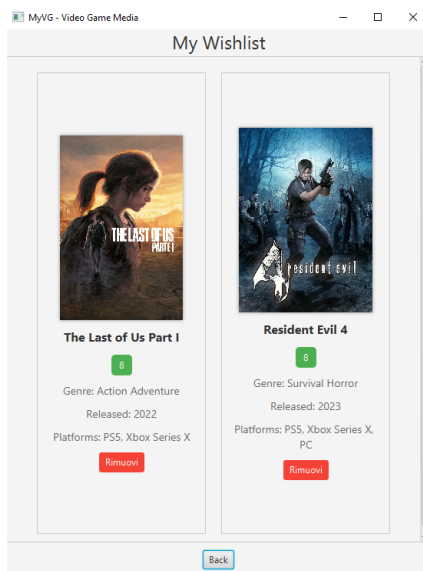 MyVG - Video Game Media
My Wishlist
THE LAST OF US
PART I
The Last of Us Part I
8
Genre: Action Adventure
Released: 2022
Platforms: PS5, Xbox Series X
Rimuovi
4 resident evil
Resident Evil 4
8
Genre: Survival Horror
Released: 2023
Platforms: PS5, Xbox Series X,
PC
Rimuovi
Back